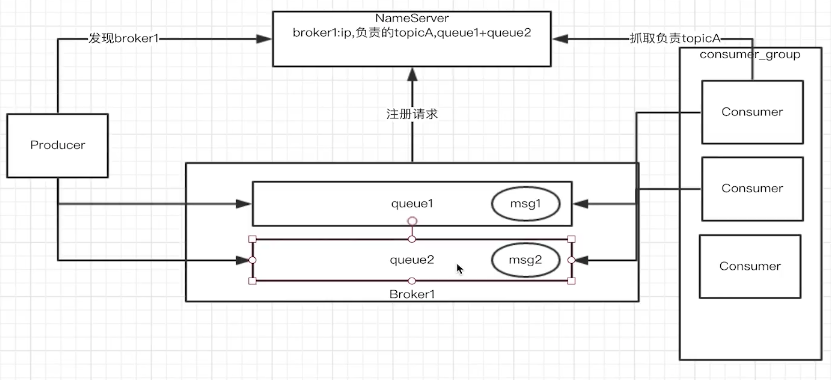 NameServer
broker1:ip,负责的topicA,queue1+queue2
发现broker1
抓取负责topicA
consumer_group
注册请求
Consumer
Producer
Consumer
queue1
msg1
queue2
msg2
Consumer
Broker1